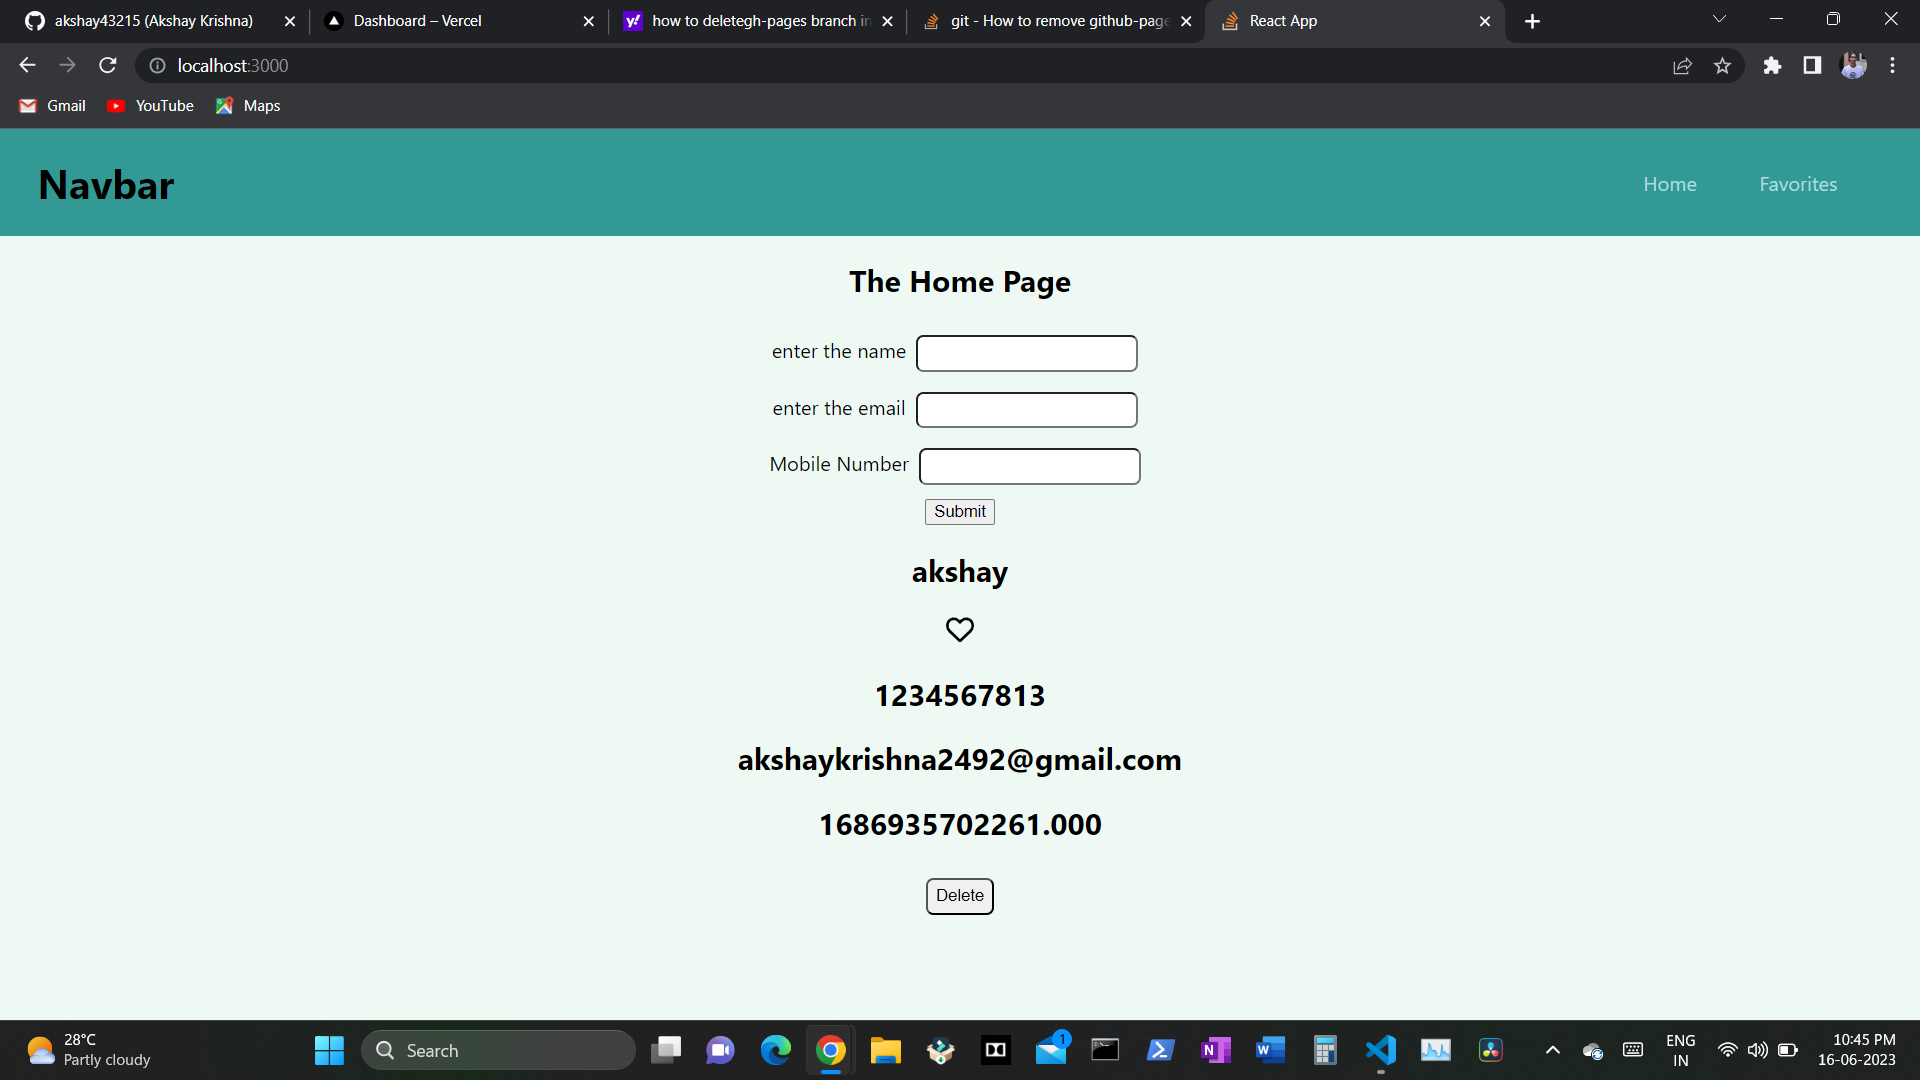 akshay43215 (Akshay Krishna)
Dashboard – Vercel
how to deletegh-pages branch in
git - How to remove github-page
React App
localhost:3000
Gmail
YouTube
Maps
Navbar
Home
Favorites
The Home Page
enter the name
enter the email
Mobile Number
Submit
akshay
1234567813
akshaykrishna2492@gmail.com
1686935702261.000
Delete
28°C
Partly cloudy
Search
1
ENG
IN
10:45 PM
16-06-2023